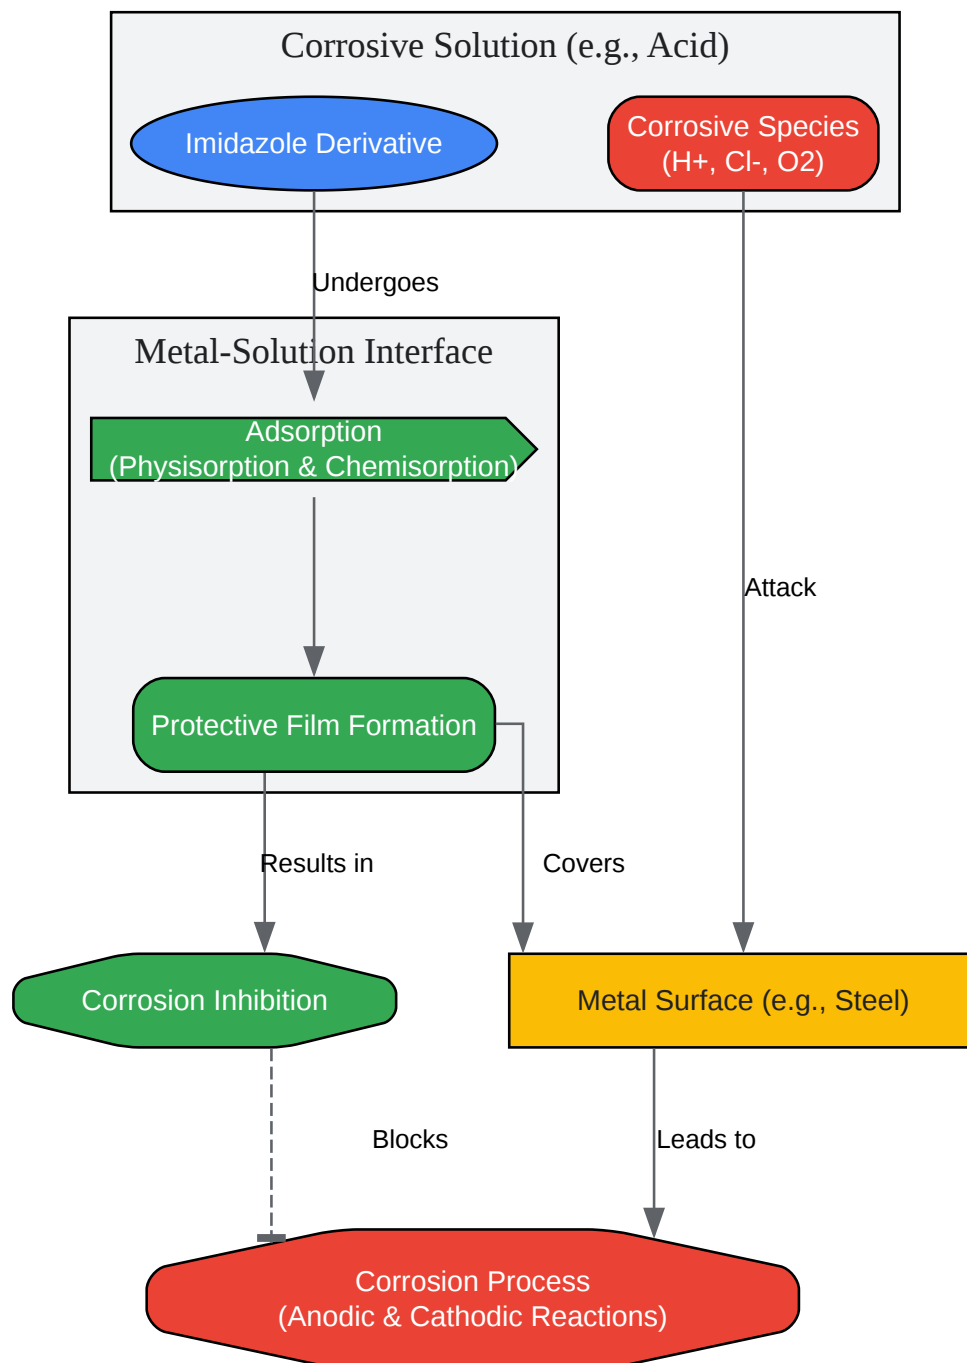 Corrosive Solution (e.g., Acid)
Imidazole Derivative
Corrosive Species
(H+, Cl-, O2)
Undergoes
Metal-Solution Interface
Adsorption
(Physisorption & Chemisorption)
Attack
Protective Film Formation
Results in
Covers
Corrosion Inhibition
Metal Surface (e.g., Steel)
Blocks
Leads to
Corrosion Process
(Anodic & Cathodic Reactions)